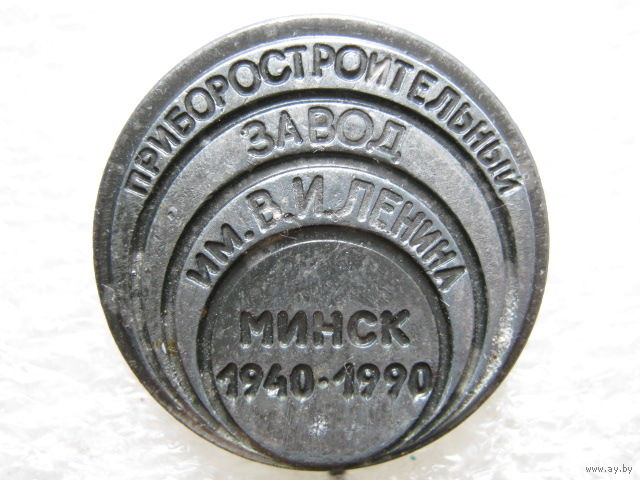 ПРИБОРОСТРОИТЕЛЬНЫЙ
ЗАВОД
ИМ. В. И. ЛЕНИНА
МИНСК
1940-1990
www.ay.by